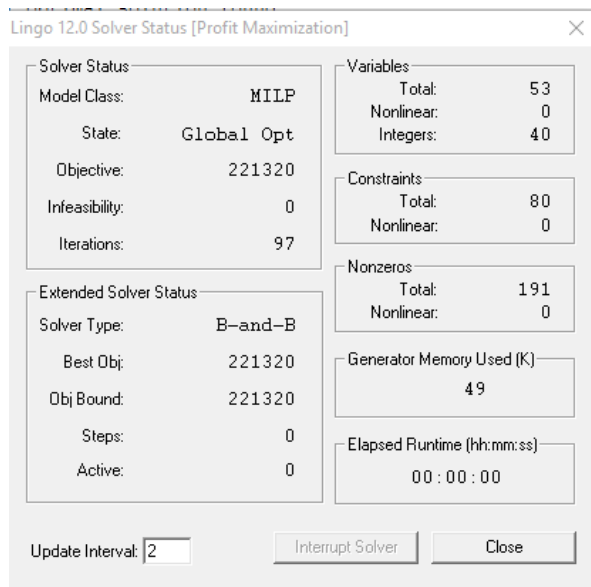 Lingo 12.0 Solver Status [Profit Maximization]
Solver Status
Model Class: MILP
State: Global Opt
Objective: 221320
Infeasibility: 0
Iterations: 97
Extended Solver Status
Solver Type: B-and-B
Best Obj: 221320
Obj Bound: 221320
Steps: 0
Active: 0
Variables
Total: 53
Nonlinear: 0
Integers: 40
Constraints
Total: 80
Nonlinear: 0
Nonzeros
Total: 191
Nonlinear: 0
Generator Memory Used (K)
49
Elapsed Runtime (hh:mm:ss)
00:00:00
Update Interval: 2
Interrupt Solver
Close